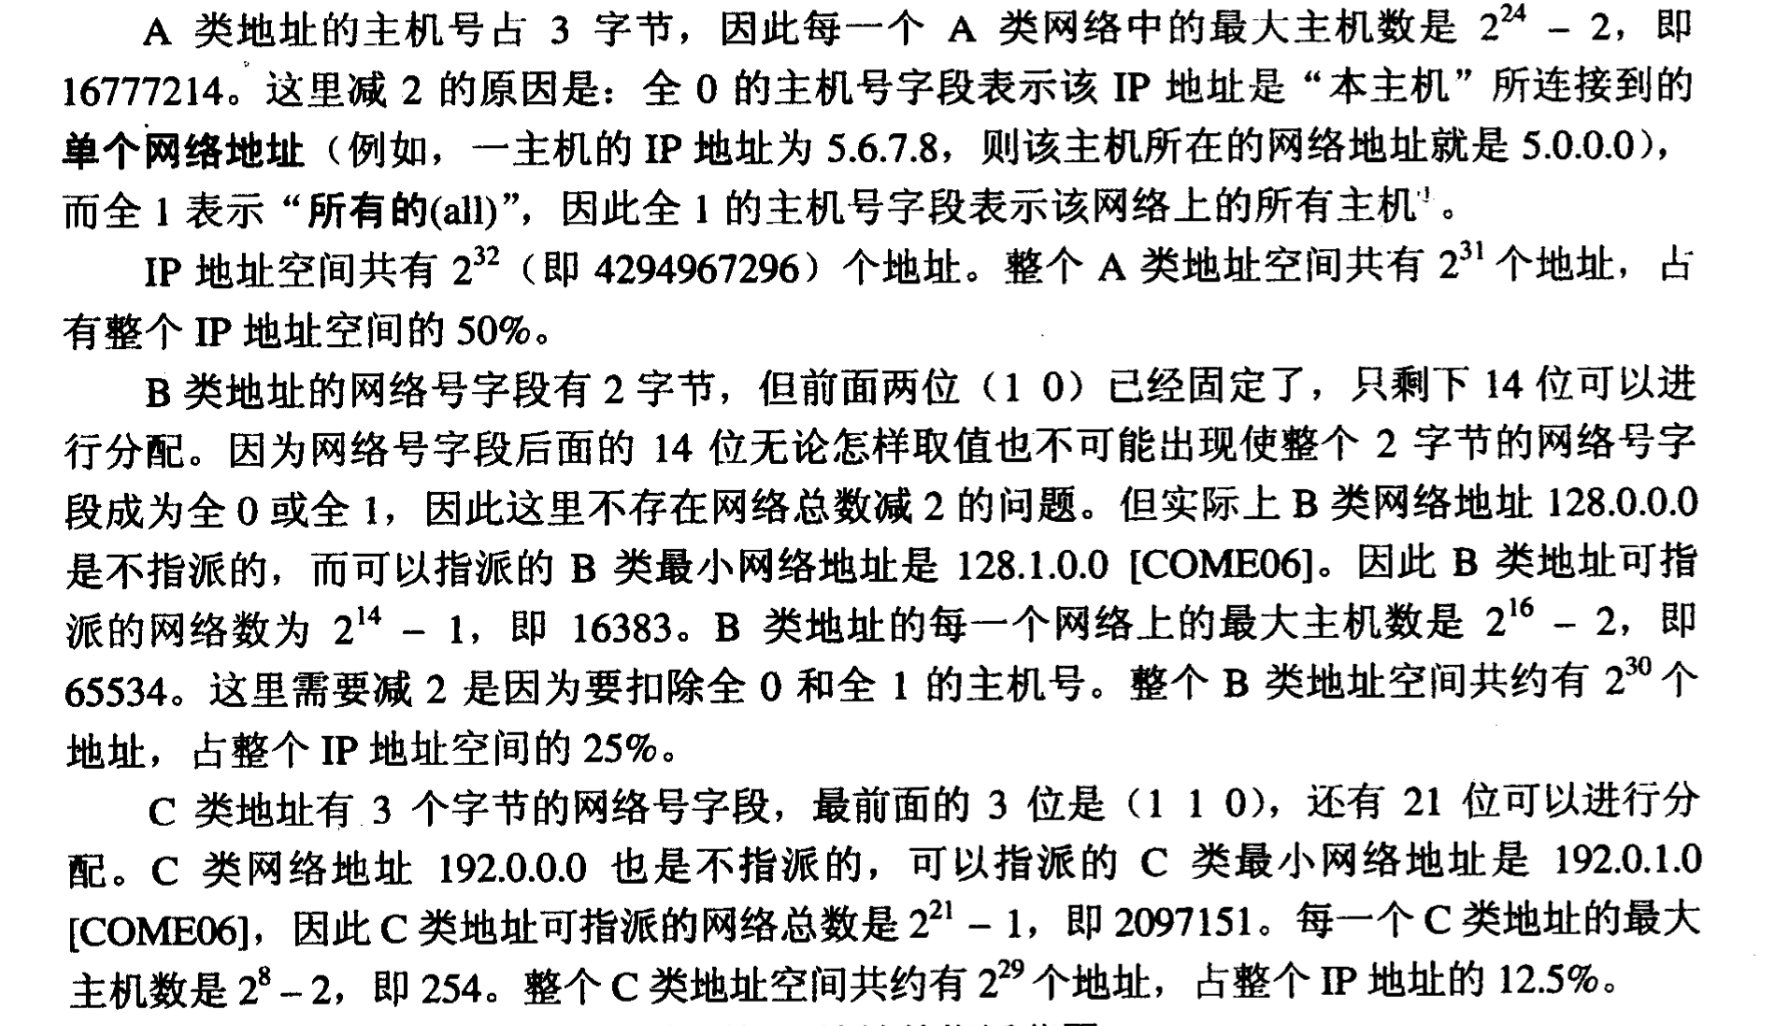 A 类地址的主机号占 3 字节，因此每一个 A 类网络中的最大主机数是 2²⁴ – 2，即
16777214。这里减 2 的原因是：全 0 的主机号字段表示该 IP 地址是“本主机”所连接到的
单个网络地址（例如，一主机的 IP 地址为 5.6.7.8，则该主机所在的网络地址就是 5.0.0.0），
而全 1 表示“所有的(all)”，因此全 1 的主机号字段表示该网络上的所有主机。
IP 地址空间共有 2³²（即 4294967296）个地址。整个 A 类地址空间共有 2³¹ 个地址，占
有整个 IP 地址空间的 50%。
B 类地址的网络号字段有 2 字节，但前面两位（1 0）已经固定了，只剩下 14 位可以进
行分配。因为网络号字段后面的 14 位无论怎样取值也不可能出现使整个 2 字节的网络号字
段成为全 0 或全 1，因此这里不存在网络总数减 2 的问题。但实际上 B 类网络地址 128.0.0.0
是不指派的，而可以指派的 B 类最小网络地址是 128.1.0.0 [COME06]。因此 B 类地址可指
派的网络数为 2¹⁴ – 1，即 16383。B 类地址的每一个网络上的最大主机数是 2¹⁶ – 2，即
65534。这里需要减 2 是因为要扣除全 0 和全 1 的主机号。整个 B 类地址空间共约有 2³⁰ 个
地址，占整个 IP 地址空间的 25%。
C 类地址有 3 个字节的网络号字段，最前面的 3 位是（1 1 0），还有 21 位可以进行分
配。C 类网络地址 192.0.0.0 也是不指派的，可以指派的 C 类最小网络地址是 192.0.1.0
[COME06]，因此 C 类地址可指派的网络总数是 2²¹ – 1，即 2097151。每一个 C 类地址的最大
主机数是 2⁸ – 2，即 254。整个 C 类地址空间共约有 2²⁹ 个地址，占整个 IP 地址的 12.5%。